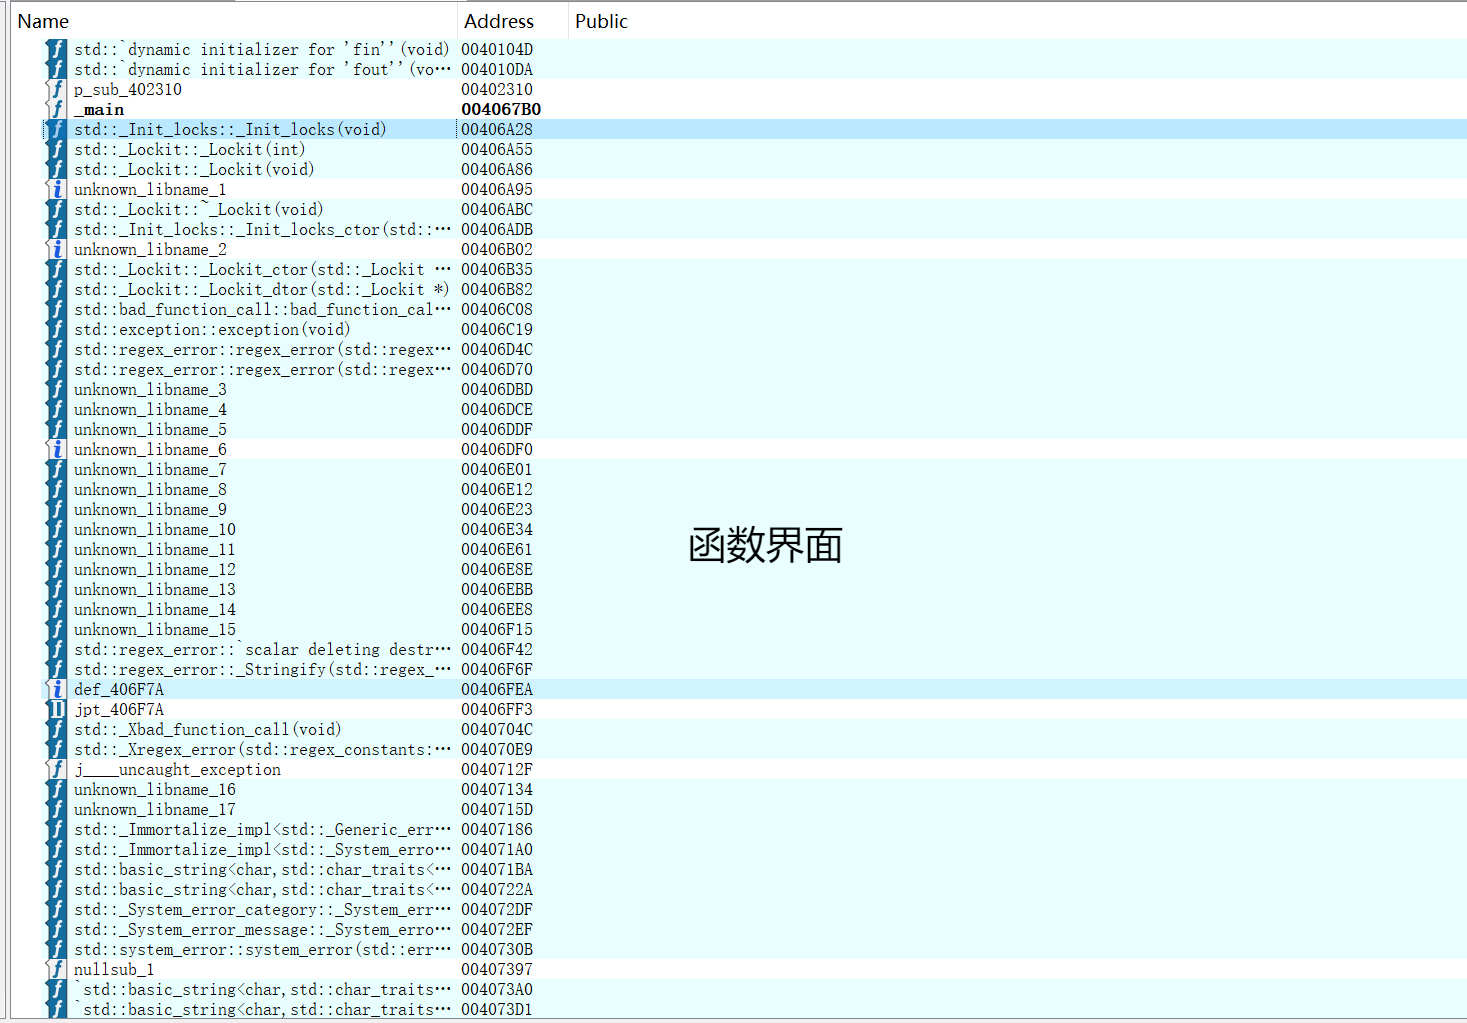 Name Address Public
std::`dynamic initializer for 'fin''(void) 0040104D
std::`dynamic initializer for 'fout''(vo··· 004010DA
p_sub_402310 00402310
_main 004067B0
std::_Init_locks::_Init_locks(void) 00406A28
std::_Lockit::_Lockit(int) 00406A55
std::_Lockit::_Lockit(void) 00406A86
unknown_libname_1 00406A95
std::_Lockit::~_Lockit(void) 00406ABC
std::_Init_locks::_Init_locks_ctor(std::··· 00406ADB
unknown_libname_2 00406B02
std::_Lockit::_Lockit_ctor(std::_Lockit ··· 00406B35
std::_Lockit::_Lockit_dtor(std::_Lockit *) 00406B82
std::bad_function_call::bad_function_cal··· 00406C08
std::exception::exception(void) 00406C19
std::regex_error::regex_error(std::regex··· 00406D4C
std::regex_error::regex_error(std::regex··· 00406D70
unknown_libname_3 00406DBD
unknown_libname_4 00406DCE
unknown_libname_5 00406DDF
unknown_libname_6 00406DF0
unknown_libname_7 00406E01
unknown_libname_8 00406E12
unknown_libname_9 00406E23
unknown_libname_10 00406E34
unknown_libname_11 00406E61
函数界面
unknown_libname_12 00406E8E
unknown_libname_13 00406EBB
unknown_libname_14 00406EE8
unknown_libname_15 00406F15
std::regex_error::`scalar deleting destr··· 00406F42
std::regex_error::_Stringify(std::regex_··· 00406F6F
def_406F7A 00406FEA
jpt_406F7A 00406FF3
std::_Xbad_function_call(void) 0040704C
std::_Xregex_error(std::regex_constants:··· 004070E9
j____uncaught_exception 0040712F
unknown_libname_16 00407134
unknown_libname_17 0040715D
std::_Immortalize_impl<std::_Generic_err··· 00407186
std::_Immortalize_impl<std::_System_erro··· 004071A0
std::basic_string<char,std::char_traits<··· 004071BA
std::basic_string<char,std::char_traits<··· 0040722A
std::_System_error_category::_System_err··· 004072DF
std::_System_error_message::_System_erro··· 004072EF
std::system_error::system_error(std::err··· 0040730B
nullsub_1 00407397
`std::basic_string<char,std::char_traits··· 004073A0
`std::basic_string<char,std::char_traits··· 004073D1